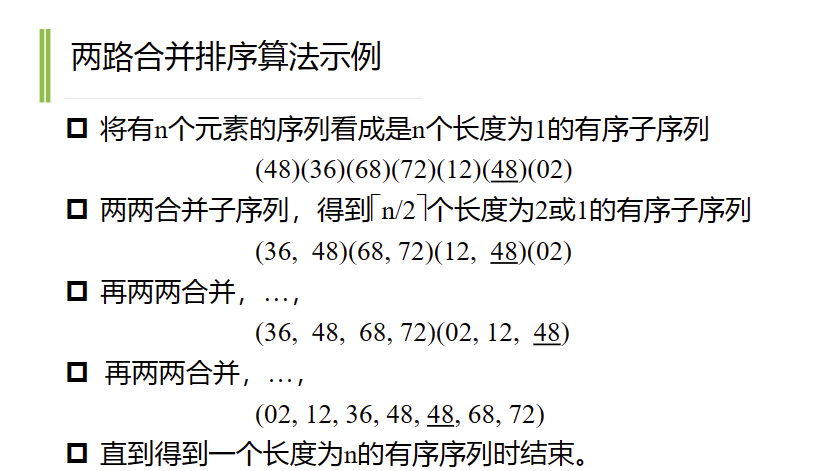 两路合并排序算法示例
将有n个元素的序列看成是n个长度为1的有序子序列
(48)(36)(68)(72)(12)(48)(02)
两两合并子序列，得到⌈n/2⌉个长度为2或1的有序子序列
(36, 48)(68, 72)(12, 48)(02)
再两两合并，…，
(36, 48, 68, 72)(02, 12, 48)
再两两合并，…，
(02, 12, 36, 48, 48, 68, 72)
直到得到一个长度为n的有序序列时结束。